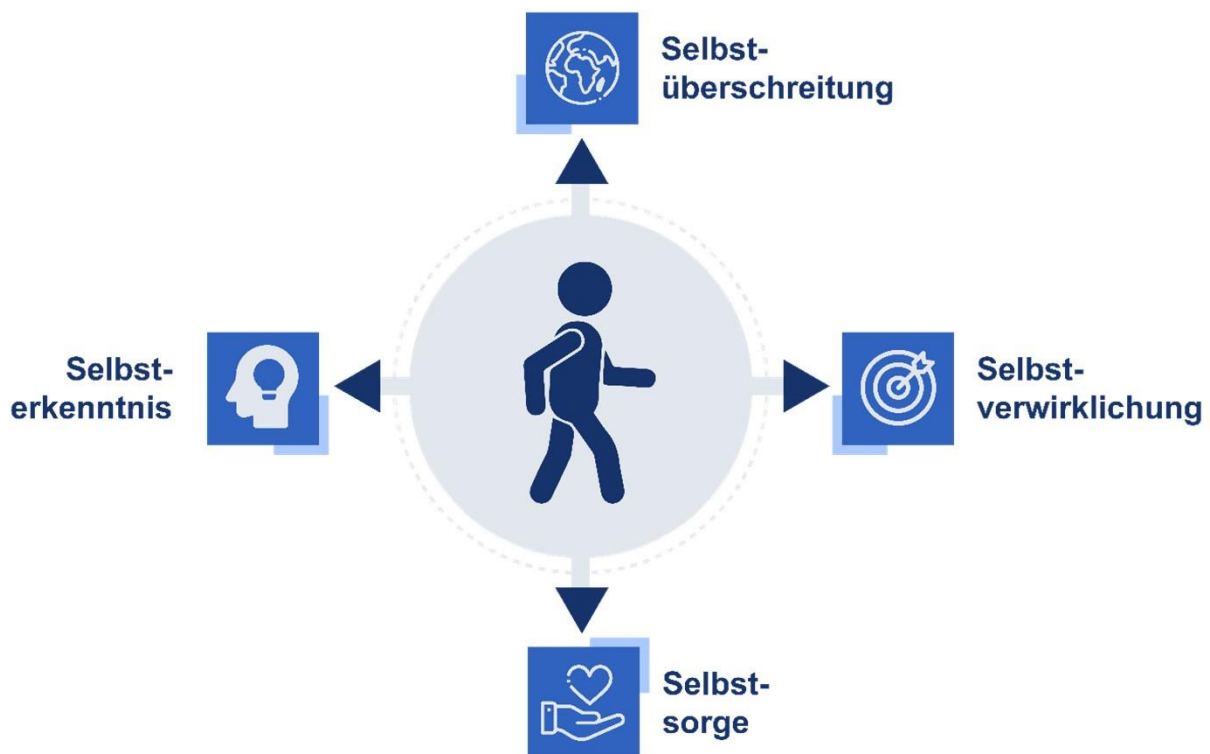 Selbst-
überschreitung
Selbst-
erkenntnis
Selbst-
verwirklichung
Selbst-
sorge